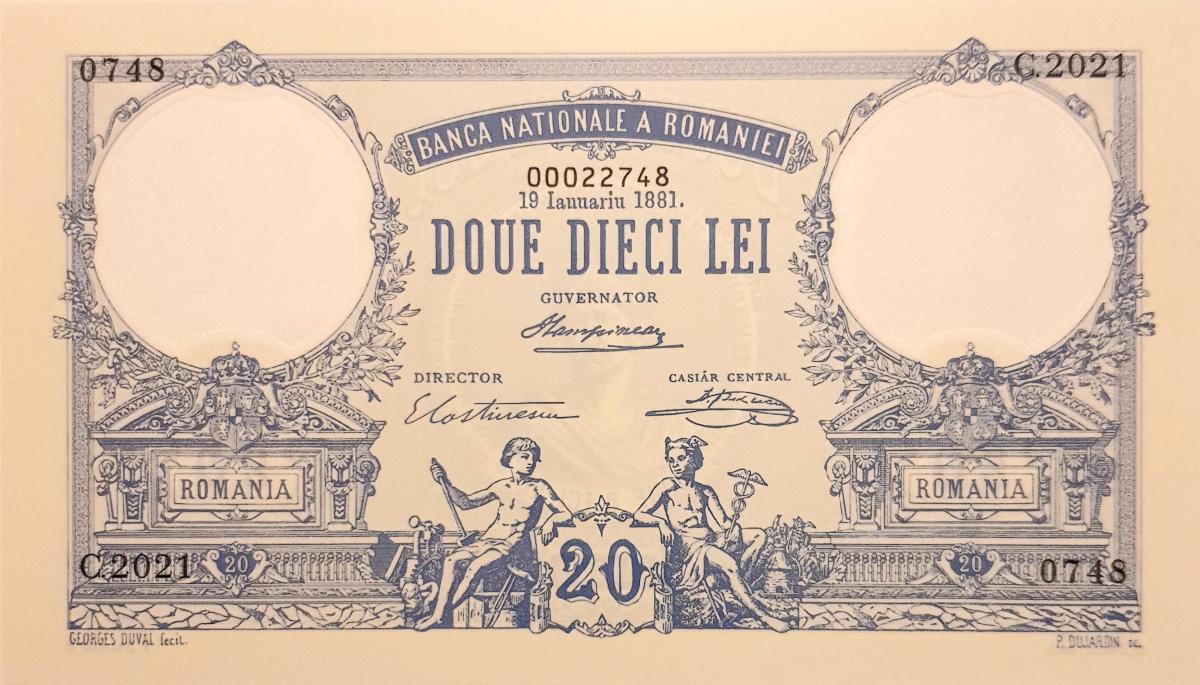 0748
C.2021
BANCA NATIONALE A ROMANIEI
00022748
19 Ianuariu 1881.
DOUE DIECI LEI
GUVERNATOR
DIRECTOR
CASIĂR CENTRAL
ROMANIA
ROMANIA
C.2021
20
20
20
0748
GEORGES DUVAL fecit.
P. DUJARDIN sc.